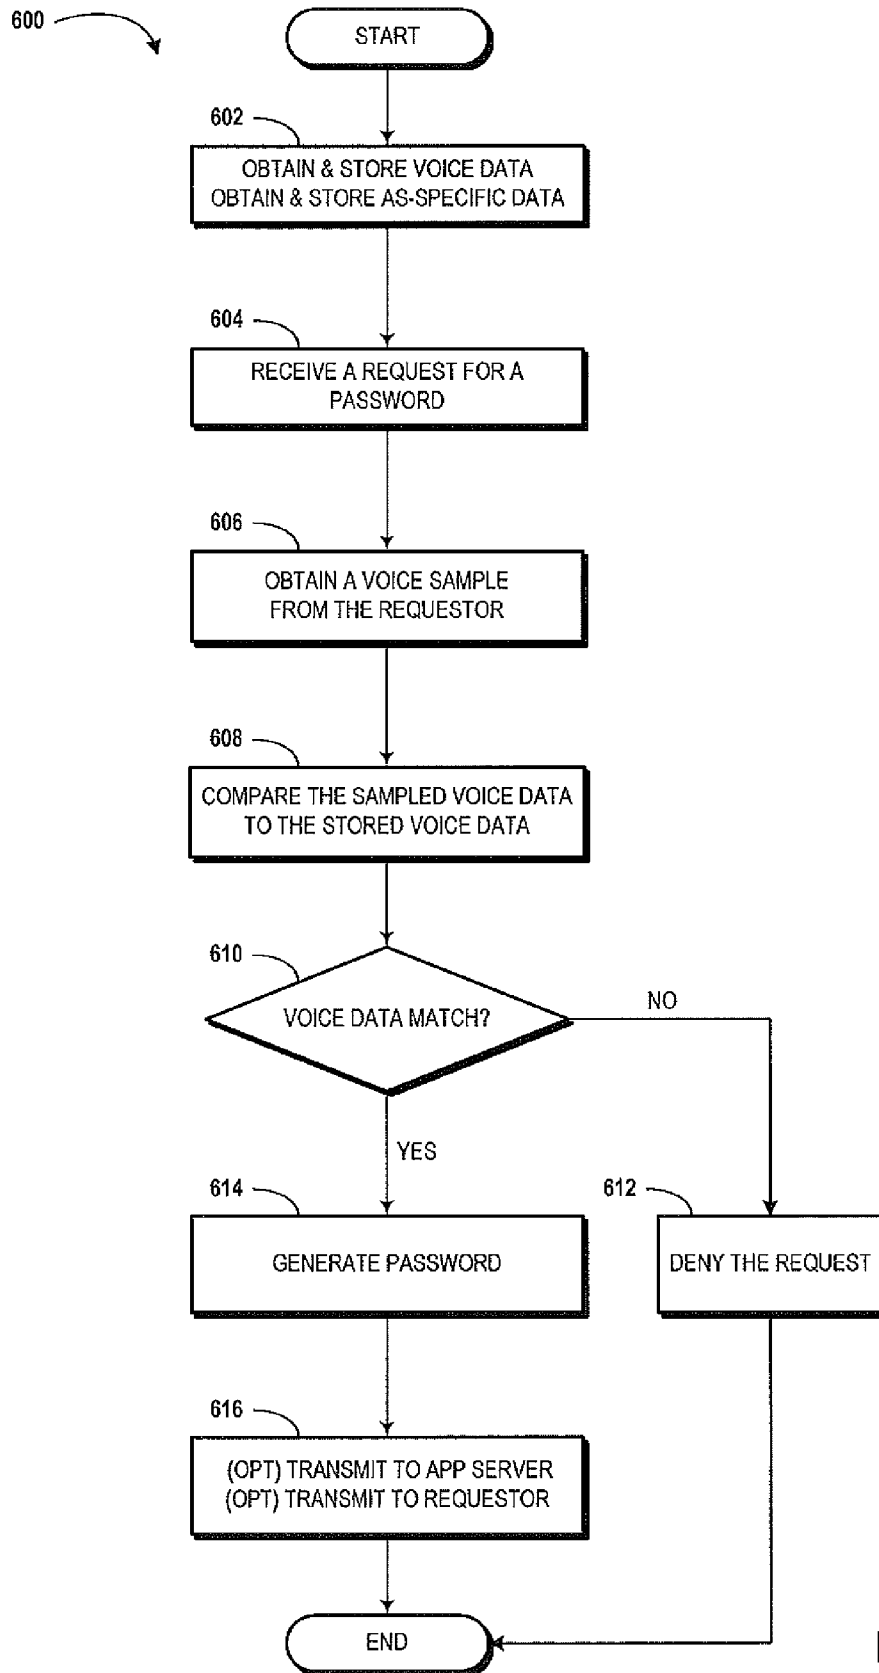 600
START
602
OBTAIN & STORE VOICE DATA
OBTAIN & STORE AS-SPECIFIC DATA
604
RECEIVE A REQUEST FOR A
PASSWORD
606
OBTAIN A VOICE SAMPLE
FROM THE REQUESTOR
608
COMPARE THE SAMPLED VOICE DATA
TO THE STORED VOICE DATA
610
VOICE DATA MATCH?
NO
YES
614
612
GENERATE PASSWORD
DENY THE REQUEST
616
(OPT) TRANSMIT TO APP SERVER
(OPT) TRANSMIT TO REQUESTOR
END